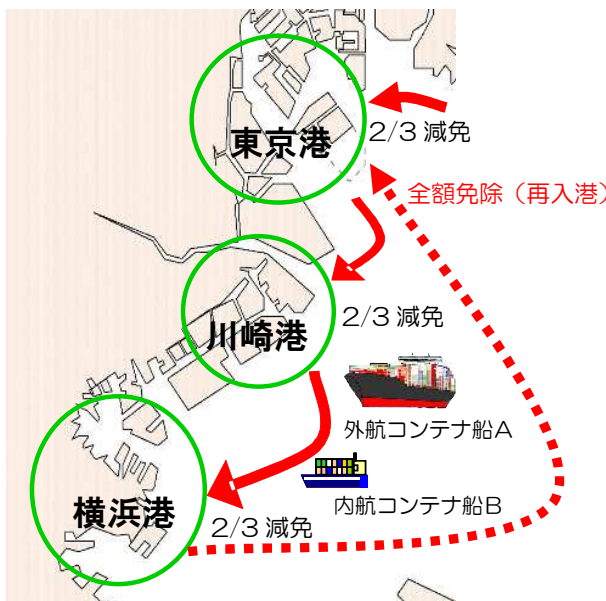 東京港
2/3 減免
全額免除（再入港）
川崎港
2/3 減免
外航コンテナ船A
内航コンテナ船B
横浜港
2/3 減免